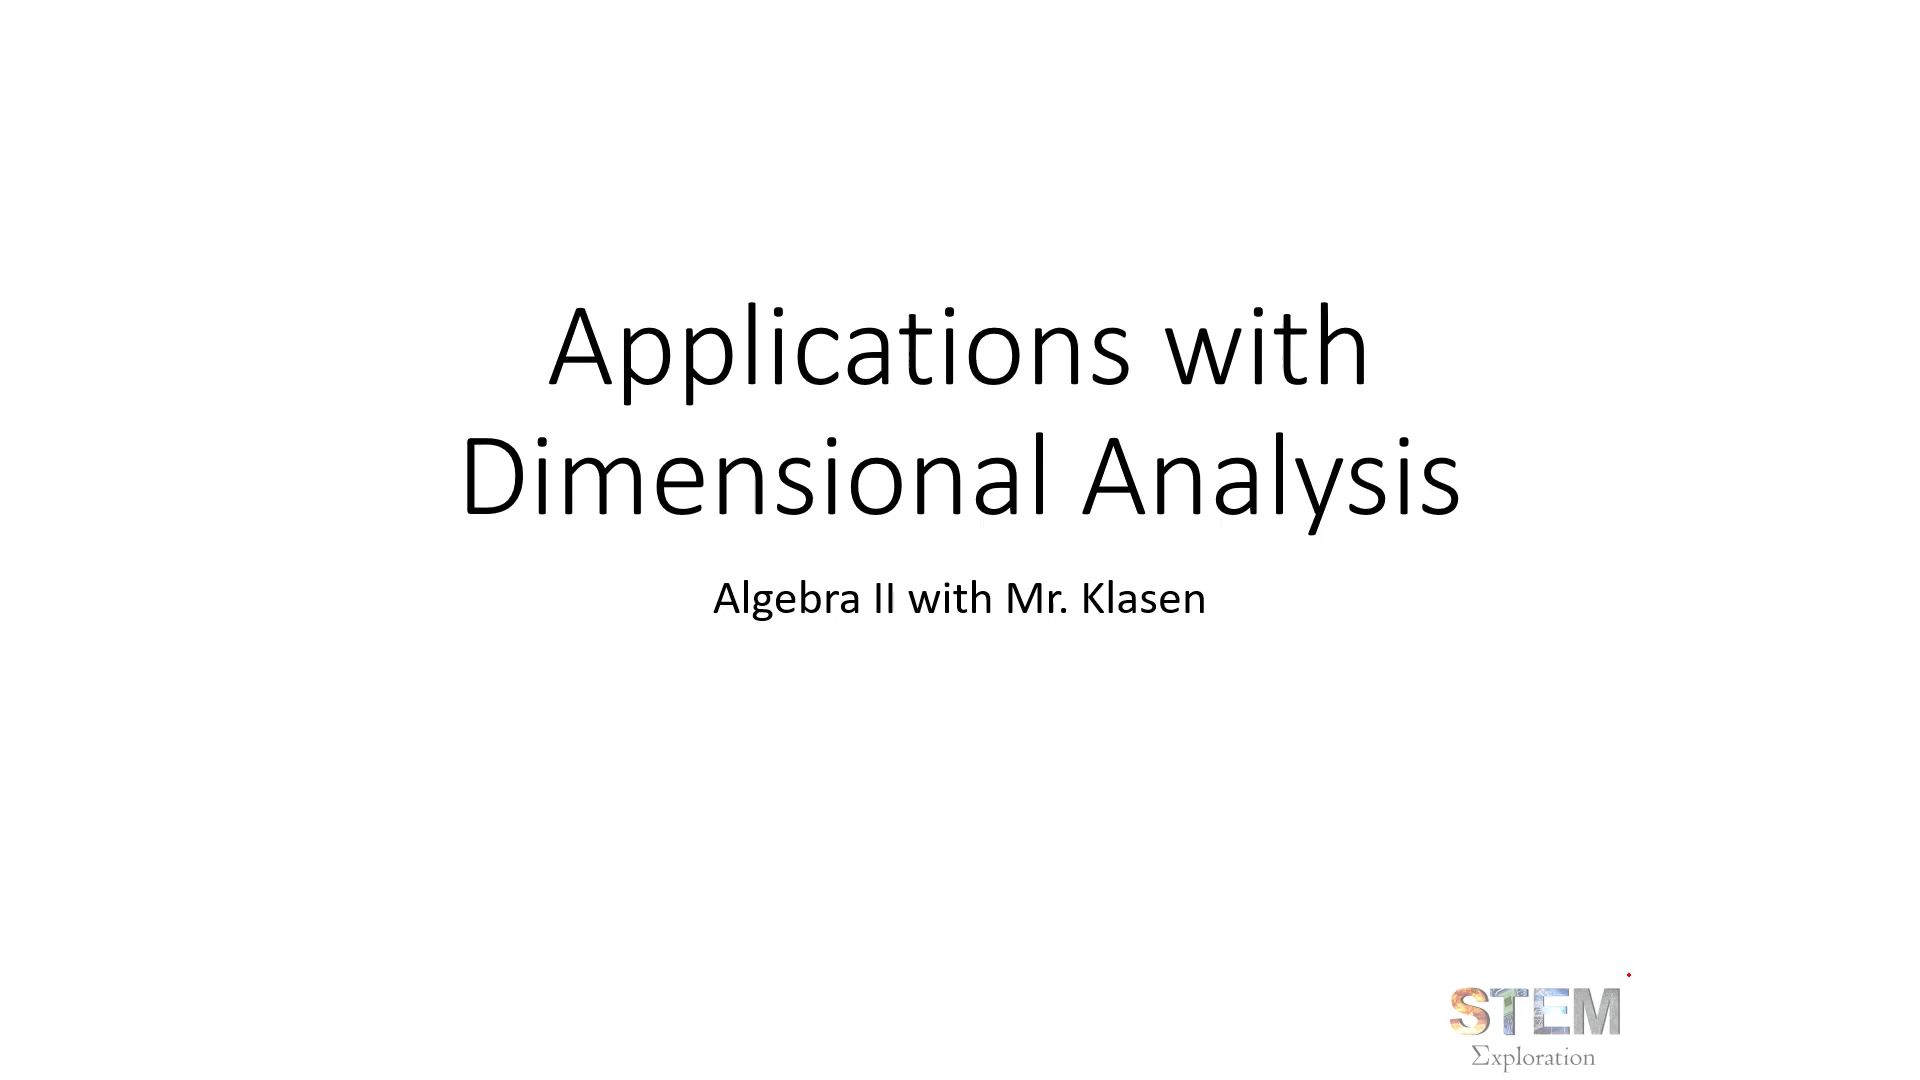 Applications with
Dimensional Analysis
Algebra II with Mr. Klasen
STEM
Σxploration